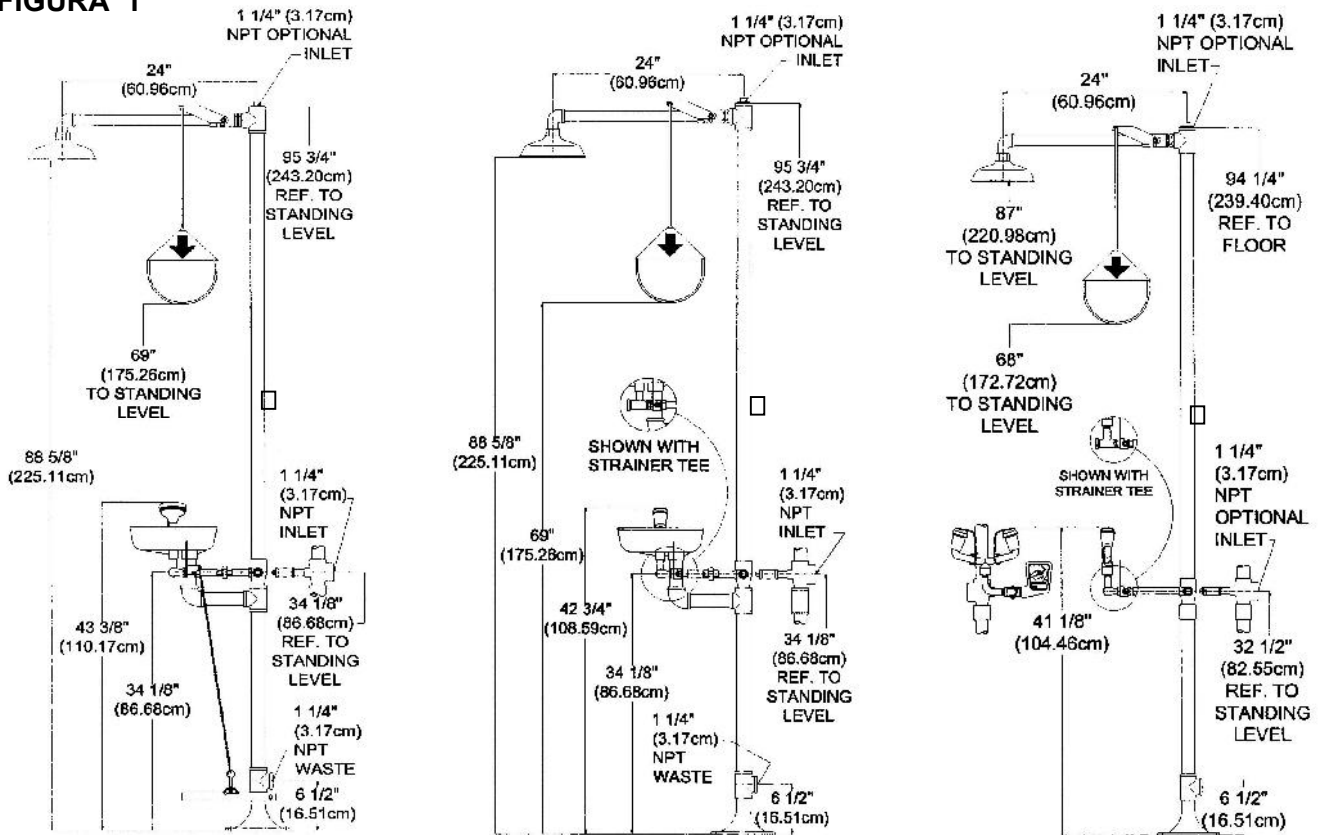 FIGURA 1
1 1/4" (3.17cm)
NPT OPTIONAL
INLET
24"
(60.96cm)
95 3/4"
(243.20cm)
REF. TO
STANDING
LEVEL
69"
(175.26cm)
TO STANDING
LEVEL
88 5/8"
(225.11cm)
1 1/4"
(3.17cm)
NPT
INLET
43 3/8"
(110.17cm)
34 1/8"
(86.68cm)
34 1/8"
(86.68cm)
REF. TO
STANDING
LEVEL
1 1/4"
(3.17cm)
NPT
WASTE
6 1/2"
(16.51cm)
1 1/4" (3.17cm)
NPT OPTIONAL
INLET
24"
(60.96cm)
95 3/4"
(243.20cm)
REF. TO
STANDING
LEVEL
88 5/8"
(225.11cm)
SHOWN WITH
STRAINER TEE
1 1/4"
(3.17cm)
NPT
INLET
69"
(175.26cm)
42 3/4"
(108.59cm)
34 1/8"
(86.68cm)
34 1/8"
(86.68cm)
REF. TO
STANDING
LEVEL
1 1/4"
(3.17cm)
NPT
WASTE
6 1/2"
(16.51cm)
1 1/4" (3.17cm)
NPT OPTIONAL
INLET
24"
(60.96cm)
94 1/4"
(239.40cm)
REF. TO
FLOOR
87"
(220.98cm)
TO STANDING
LEVEL
68"
(172.72cm)
TO STANDING
LEVEL
SHOWN WITH
STRAINER TEE
1 1/4"
(3.17cm)
NPT
OPTIONAL
INLET
41 1/8"
(104.46cm)
32 1/2"
(82.55cm)
REF. TO
STANDING
LEVEL
6 1/2"
(16.51cm)